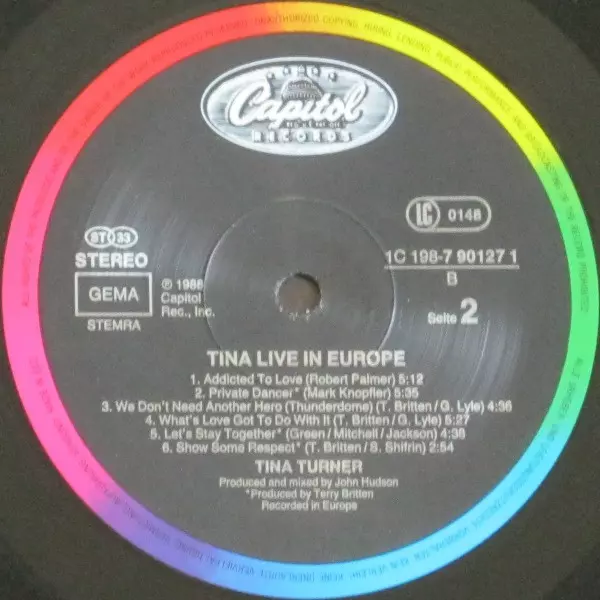 Capitol
RECORDS
LC 0148
ST 33
STEREO
GEMA
STEMRA
℗ 1988
Capitol
Rec., Inc.
1C 198-7 90127 1
B
Seite 2
TINA LIVE IN EUROPE
1. Addicted To Love (Robert Palmer) 5:12
2. Private Dancer* (Mark Knopfler) 5:35
3. We Don't Need Another Hero (Thunderdome) (T. Britten / G. Lyle) 4:36
4. What's Love Got To Do With It (T. Britten / G. Lyle) 5:27
5. Let's Stay Together* (Green / Mitchell / Jackson) 4:38
6. Show Some Respect* (T. Britten / S. Shifrin) 2:54
TINA TURNER
Produced and mixed by John Hudson
*Produced by Terry Britten
Recorded in Europe